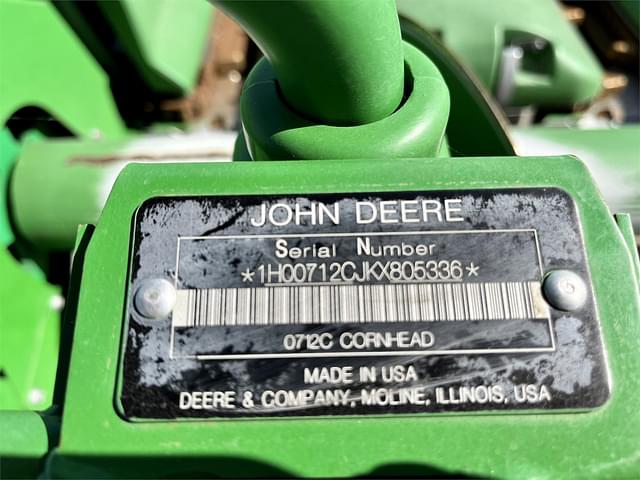 JOHN DEERE
Serial Number
*1H00712CJKX805336*
0712C CORNHEAD
MADE IN USA
DEERE & COMPANY, MOLINE, ILLINOIS, USA